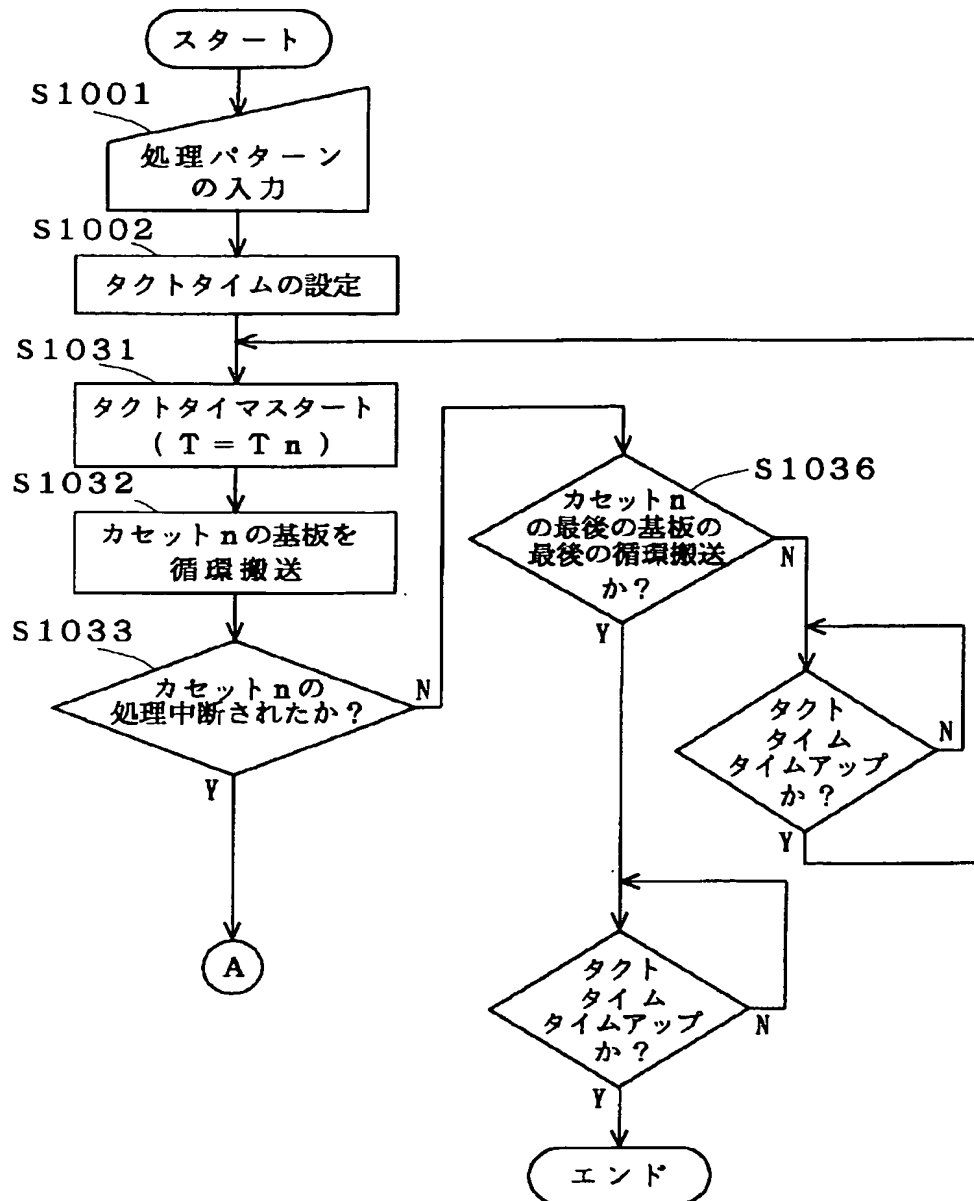 スタート
S1001
処理パターン
の入力
S1002
タクトタイムの設定
S1031
タクトタイマスタート
(T=Tn)
S1032
カセットnの基板を
循環搬送
S1033
カセットnの
処理中断されたか?
N
Y
A
S1036
カセットn
の最後の基板の
最後の循環搬送
か?
N
Y
タクト
タイム
タイムアップ
か?
N
Y
タクト
タイム
タイムアップ
か?
N
Y
エンド